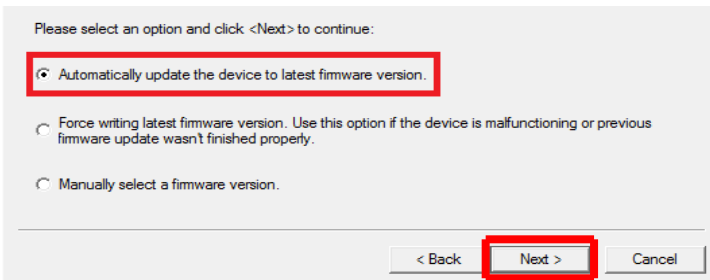 Please select an option and click <Next> to continue:
Automatically update the device to latest firmware version.
Force writing latest firmware version. Use this option if the device is malfunctioning or previous
firmware update wasn't finished properly.
Manually select a firmware version.
< Back Next > Cancel